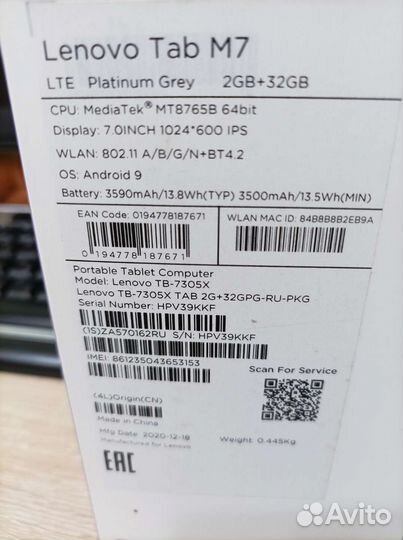 Lenovo Tab M7
LTE Platinum Grey 2GB+32GB
CPU: MediaTek® MT8765B 64bit
Display: 7.0INCH 1024*600 IPS
WLAN: 802.11 A/B/G/N+BT4.2
OS: Android 9
Battery: 3590mAh/13.8Wh(TYP) 3500mAh/13.5Wh(MIN)
EAN Code: 0194778187671
WLAN MAC ID: 84B8B8B2EB9A
0 194778 187671
Portable Tablet Computer
Model: Lenovo TB-7305X
Lenovo TB-7305X TAB 2G+32GPG-RU-PKG
Serial Number: HPV39KKF
(1S)ZA570162RU S/N: HPV39KKF
IMEI: 861235043653153
Scan For Service
(4L)Origin(CN)
Made in China
Mfg Date: 2020-12-18
Manufactured for Lenovo
Weight: 0.445Kg
EAC
Avito